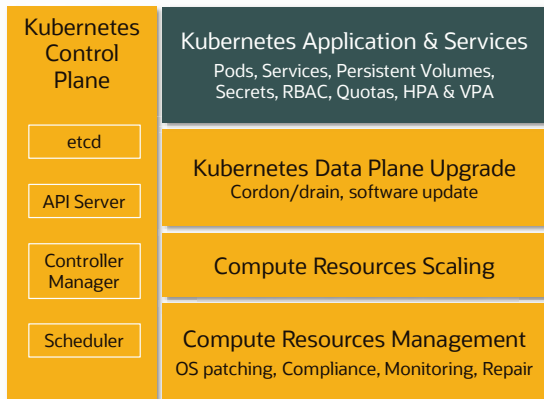 Kubernetes
Control
Plane
etcd
API Server
Controller
Manager
Scheduler
Kubernetes Application & Services
Pods, Services, Persistent Volumes,
Secrets, RBAC, Quotas, HPA & VPA
Kubernetes Data Plane Upgrade
Cordon/drain, software update
Compute Resources Scaling
Compute Resources Management
OS patching, Compliance, Monitoring, Repair